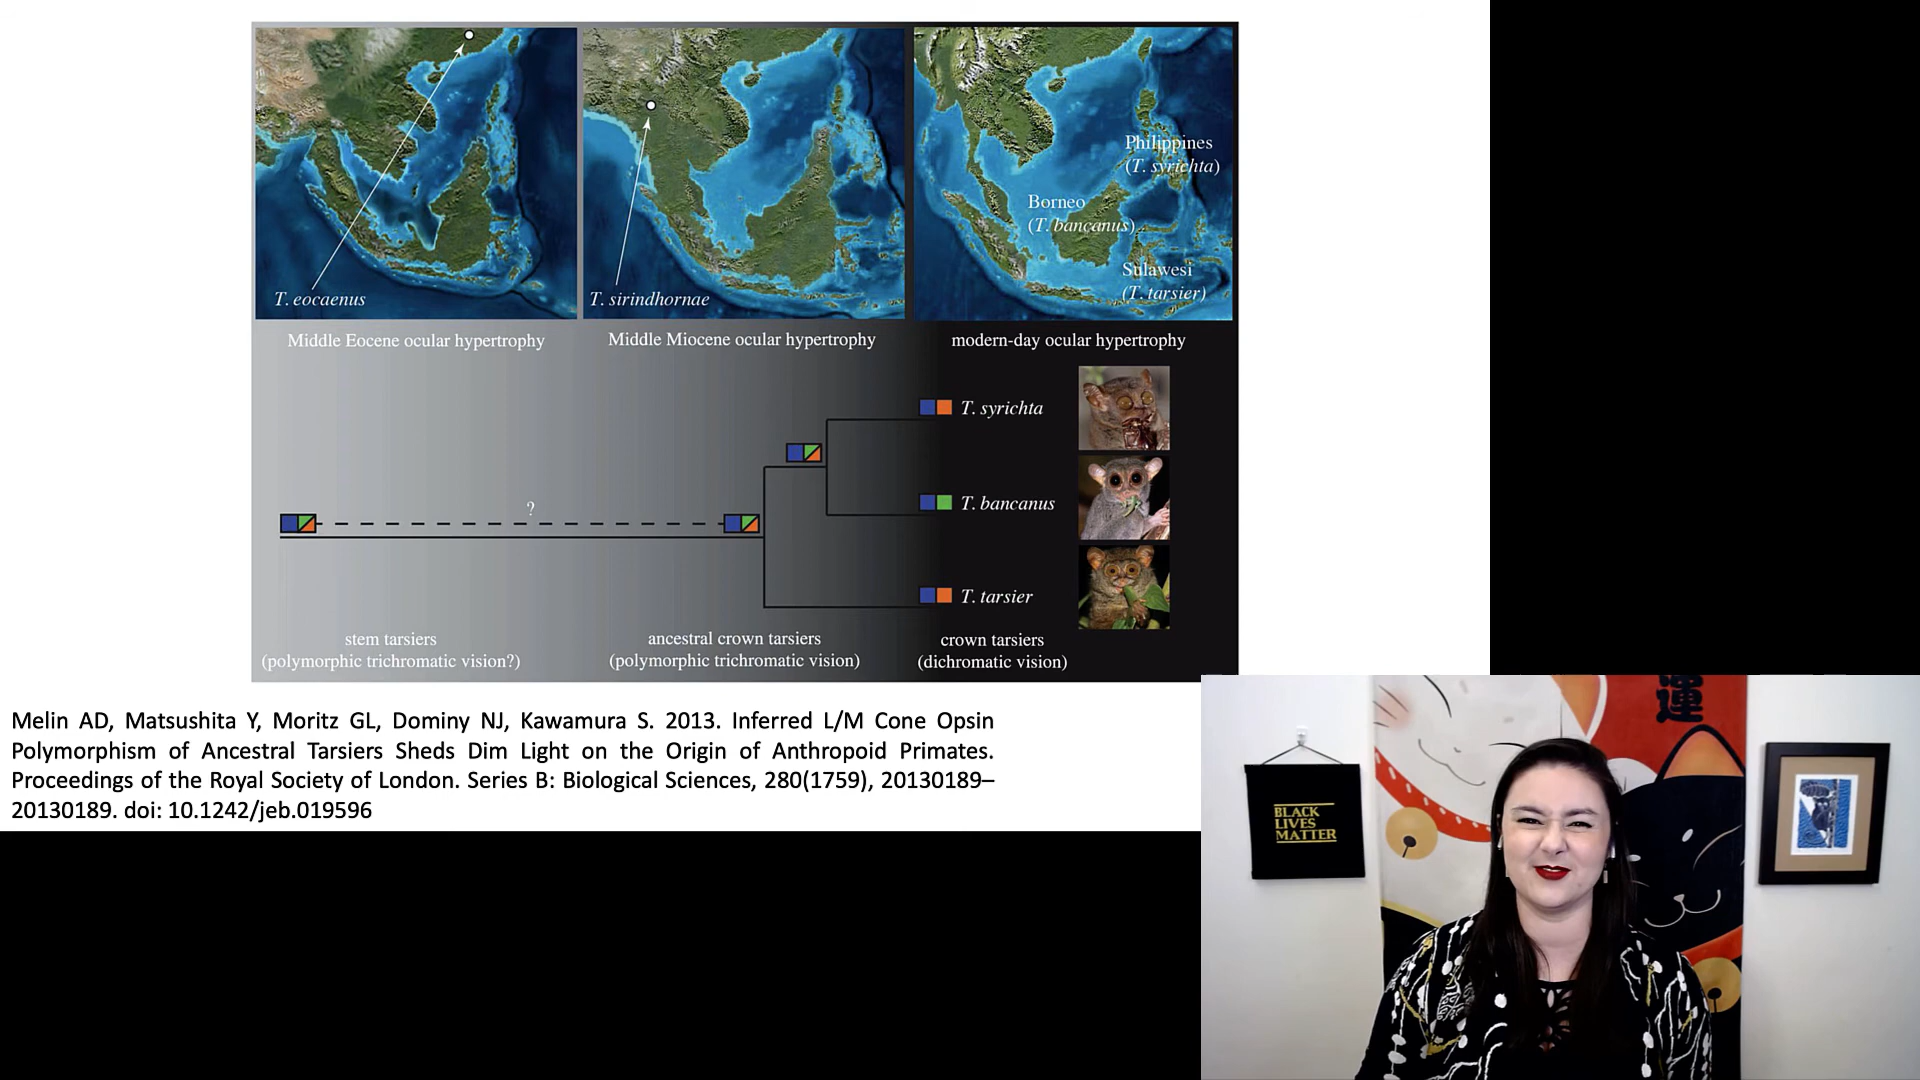 Philippines
(T. syrichta)
Borneo
(T. bancanus)
Sulawesi
(T. tarsier)
T. eocaenus
T. sirindhornae
Middle Eocene ocular hypertrophy
Middle Miocene ocular hypertrophy
modern-day ocular hypertrophy
T. syrichta
T. bancanus
?
T. tarsier
stem tarsiers
(polymorphic trichromatic vision?)
ancestral crown tarsiers
(polymorphic trichromatic vision)
crown tarsiers
(dichromatic vision)
Melin AD, Matsushita Y, Moritz GL, Dominy NJ, Kawamura S. 2013. Inferred L/M Cone Opsin
Polymorphism of Ancestral Tarsiers Sheds Dim Light on the Origin of Anthropoid Primates.
Proceedings of the Royal Society of London. Series B: Biological Sciences, 280(1759), 20130189–
20130189. doi: 10.1242/jeb.019596
運
BLACK
LIVES
MATTER